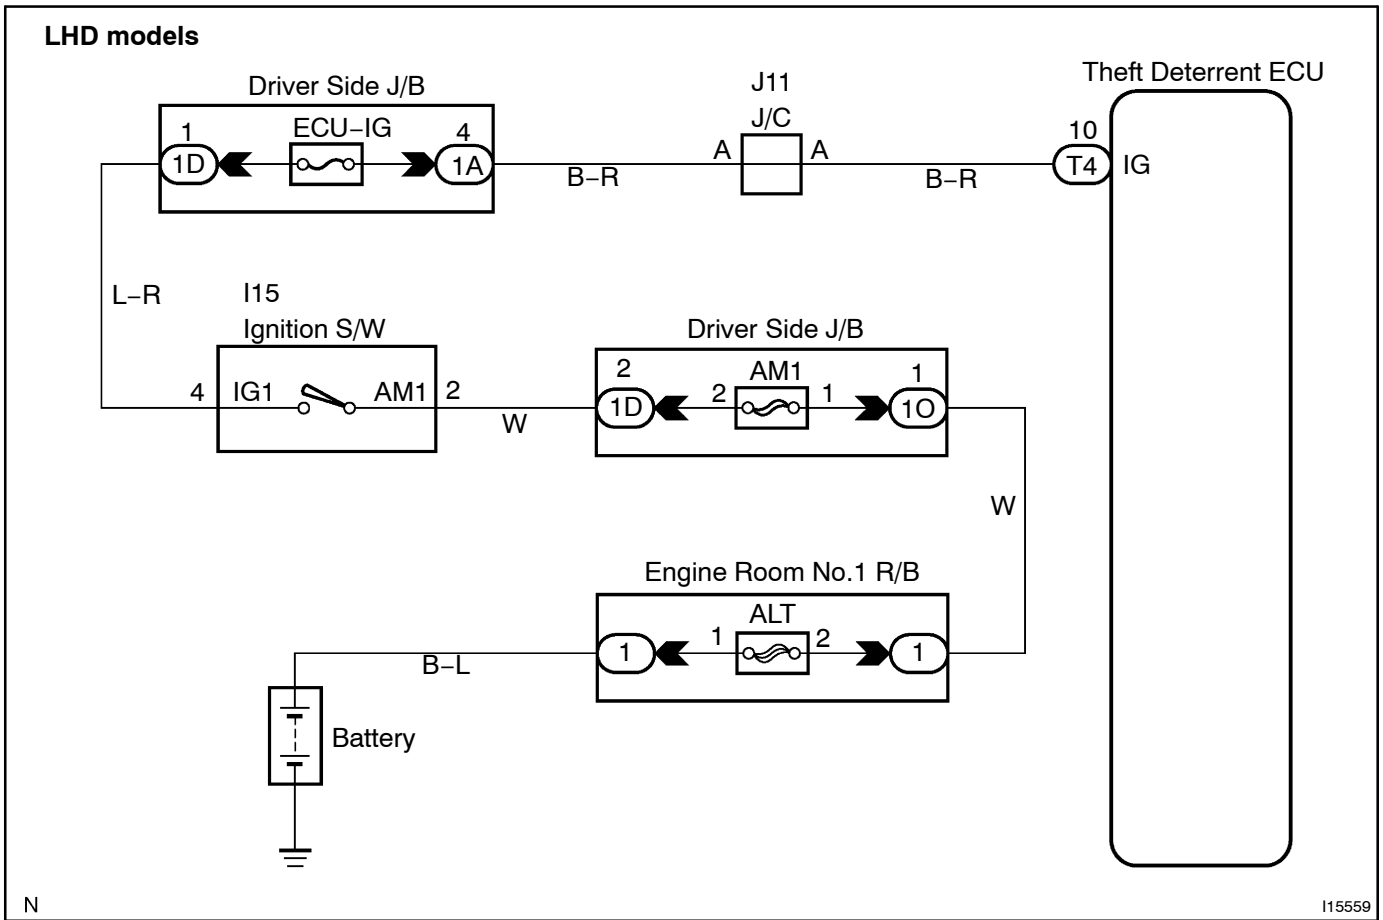 LHD models
Theft Deterrent ECU
Driver Side J/B
J11
J/C
1
ECU–IG
4
1D
1A
B–R
A
A
B–R
10
T4
IG
L–R
I15
Ignition S/W
4
IG1
AM1
2
W
Driver Side J/B
2
AM1
1
1D
2
1
1O
W
Engine Room No.1 R/B
ALT
1
1
2
1
B–L
Battery
N
I15559